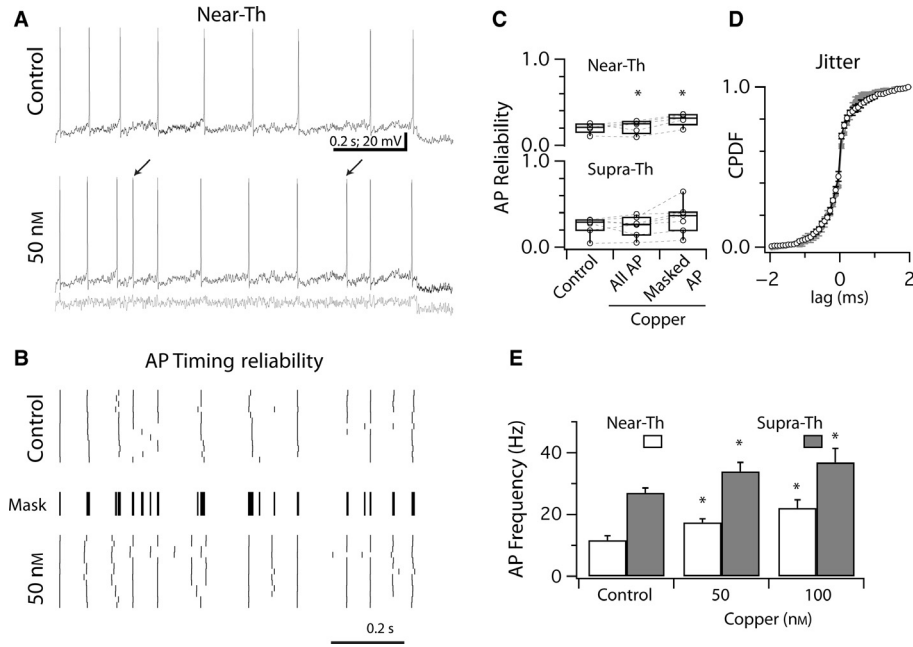 A
Near-Th
Control
0.2 s; 20 mV
50 nM
B
AP Timing reliability
Control
Mask
50 nM
0.2 s
C
AP Reliability
1.0
Near-Th
*
*
0.0
1.0
Supra-Th
0.0
Control
All AP
Masked
AP
Copper
D
Jitter
CPDF
1.0
0.0
-2
0
2
lag (ms)
E
AP Frequency (Hz)
Near-Th
Supra-Th
40
20
0
*
*
*
*
Control
50
100
Copper (nM)